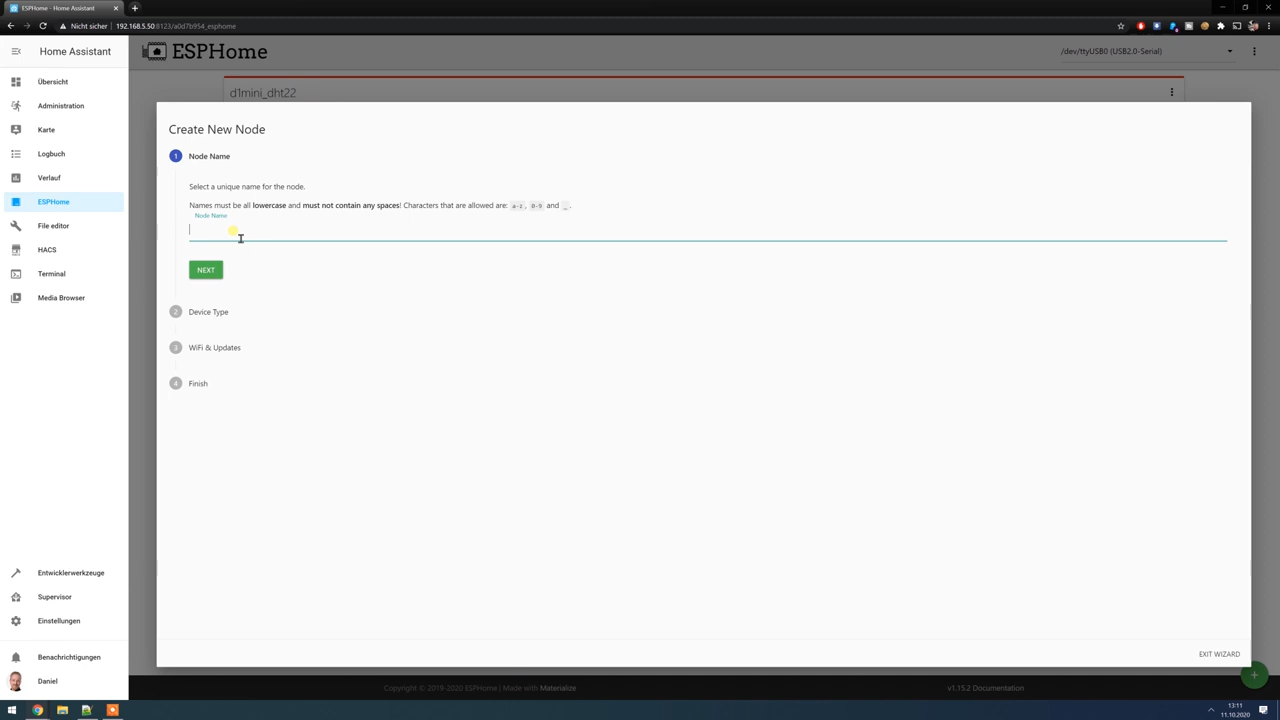 ESPHome - Home Assistant
Nicht sicher
192.168.5.50:8123/a0d7b954_esphome
Home Assistant
Übersicht
Administration
Karte
Logbuch
Verlauf
ESPHome
File editor
HACS
Terminal
Media Browser
Entwicklerwerkzeuge
Supervisor
Einstellungen
Benachrichtigungen
Daniel
ESPHome
/dev/ttyUSB0 (USB2.0-Serial)
d1mini_dht22
Create New Node
1 Node Name
Select a unique name for the node.
Names must be all lowercase and must not contain any spaces! Characters that are allowed are: a-z, 0-9 and _.
Node Name
NEXT
2 Device Type
3 WiFi & Updates
4 Finish
EXIT WIZARD
Copyright © 2019-2020 ESPHome | Made with Materialize
v1.15.2 Documentation
13:11
11.10.2020